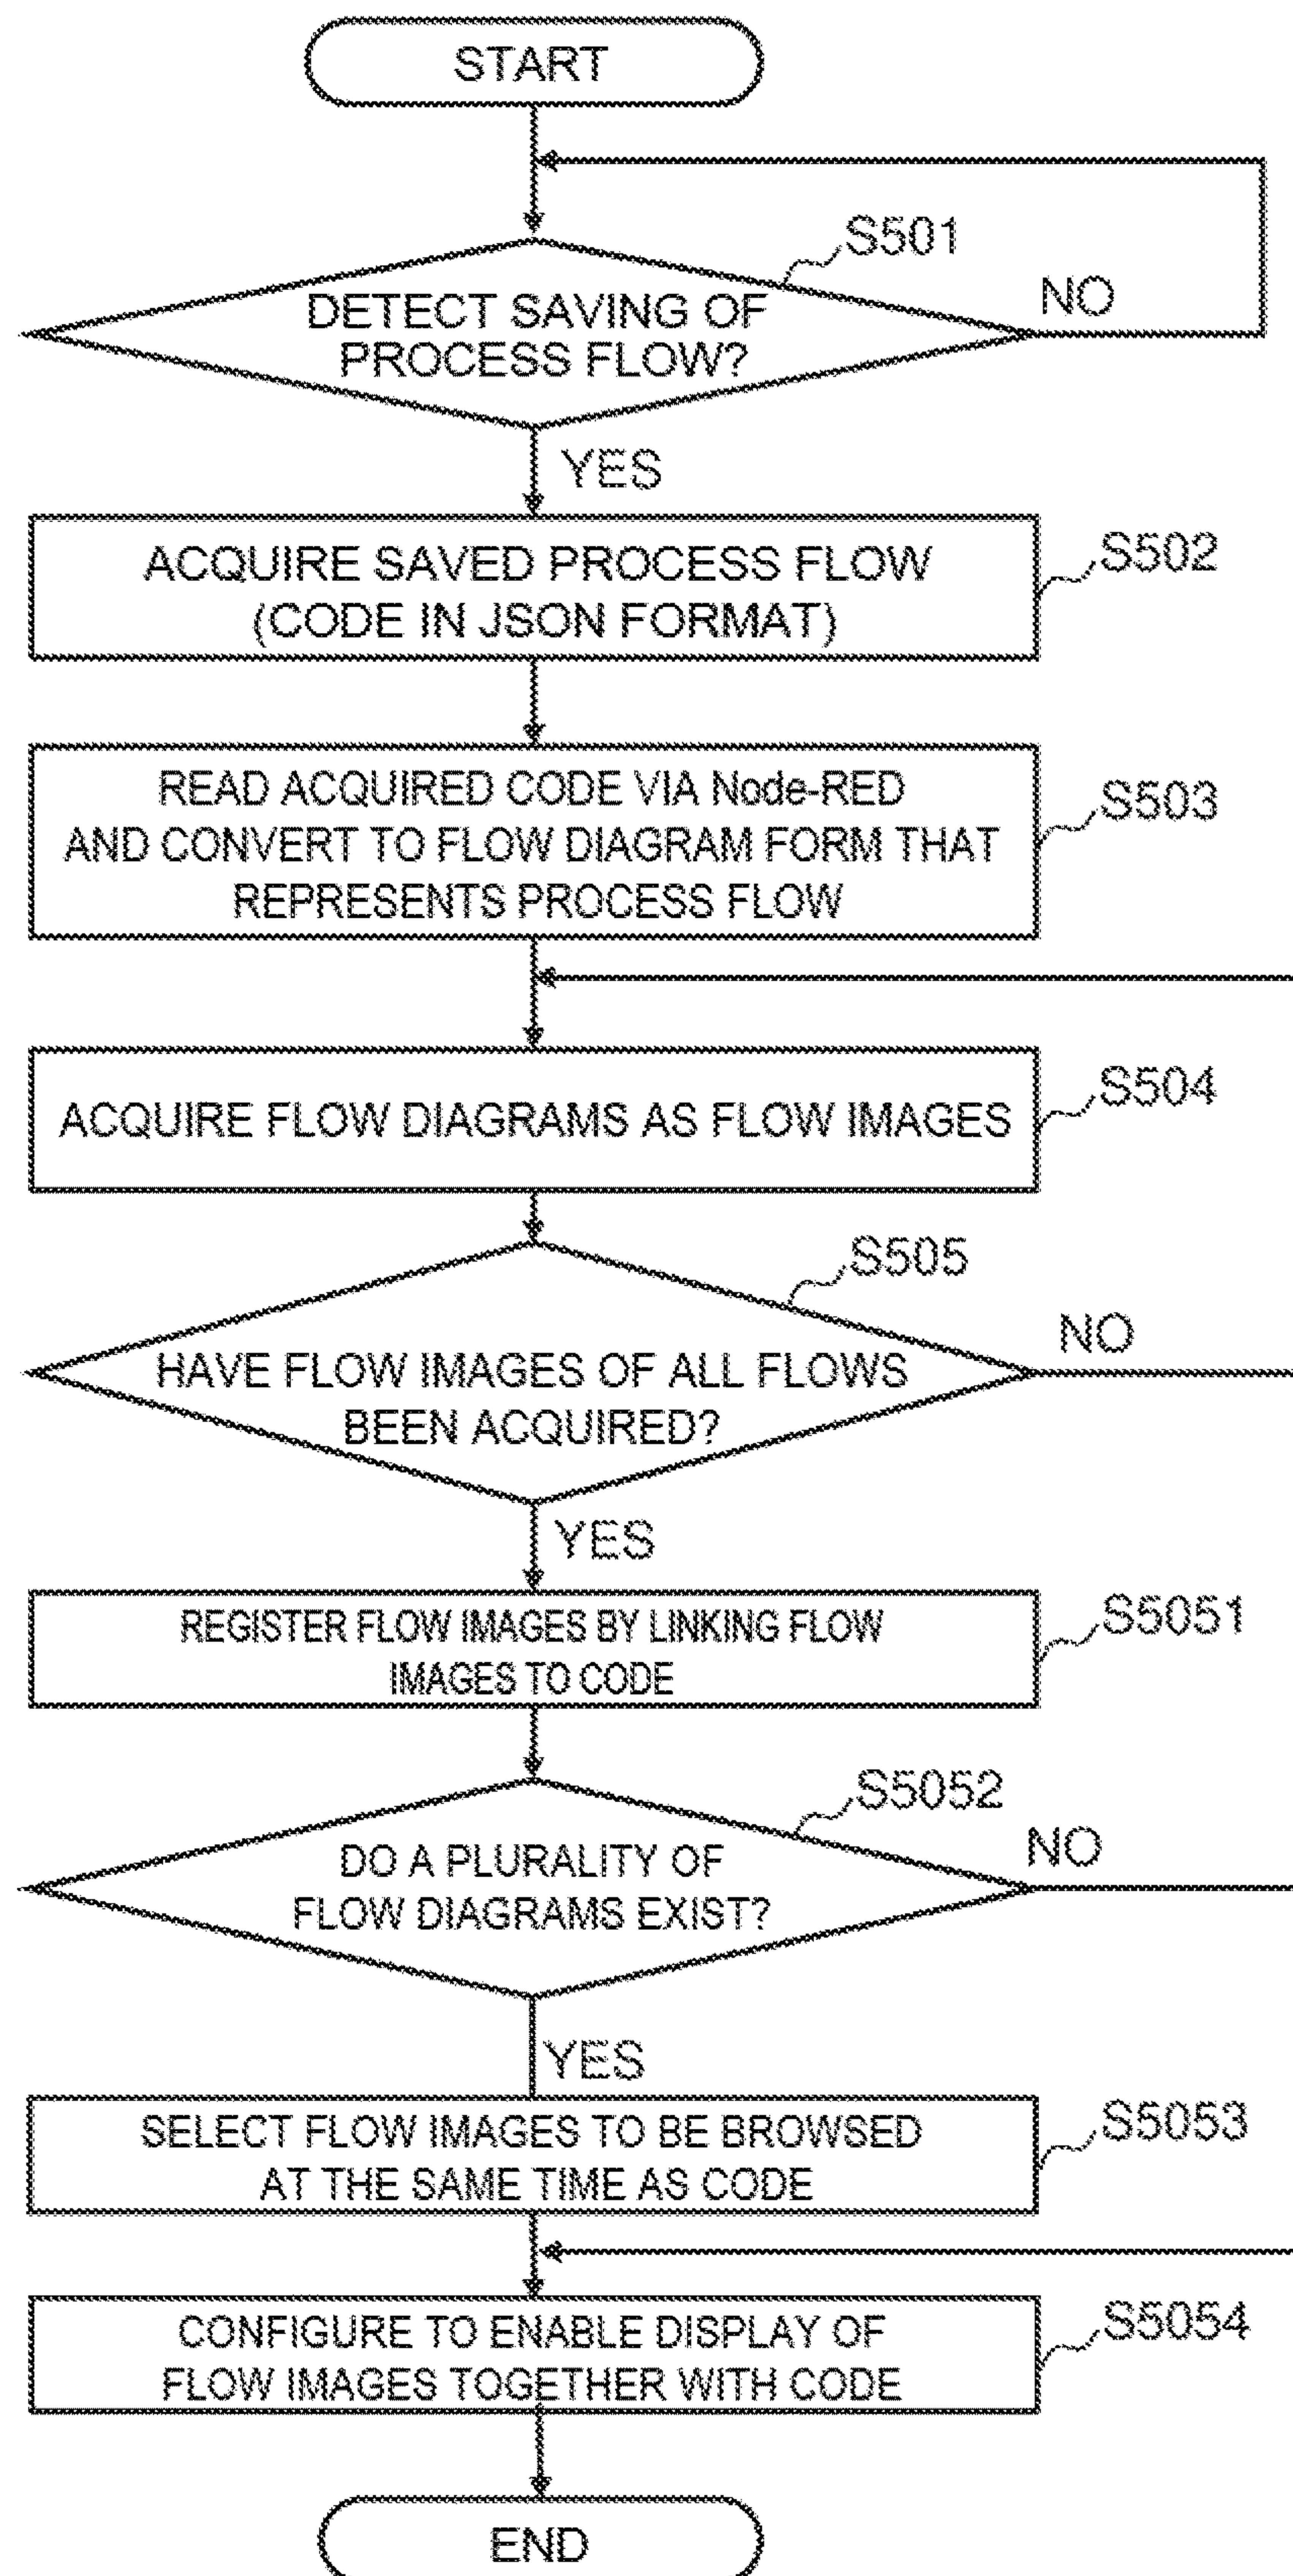 START
S501
DETECT SAVING OF
PROCESS FLOW?
NO
YES
ACQUIRE SAVED PROCESS FLOW
(CODE IN JSON FORMAT)
S502
READ ACQUIRED CODE VIA Node-RED
AND CONVERT TO FLOW DIAGRAM FORM THAT
REPRESENTS PROCESS FLOW
S503
ACQUIRE FLOW DIAGRAMS AS FLOW IMAGES
S504
S505
HAVE FLOW IMAGES OF ALL FLOWS
BEEN ACQUIRED?
NO
YES
REGISTER FLOW IMAGES BY LINKING FLOW
IMAGES TO CODE
S5051
S5052
DO A PLURALITY OF
FLOW DIAGRAMS EXIST?
NO
YES
SELECT FLOW IMAGES TO BE BROWSED
AT THE SAME TIME AS CODE
S5053
CONFIGURE TO ENABLE DISPLAY OF
FLOW IMAGES TOGETHER WITH CODE
S5054
END